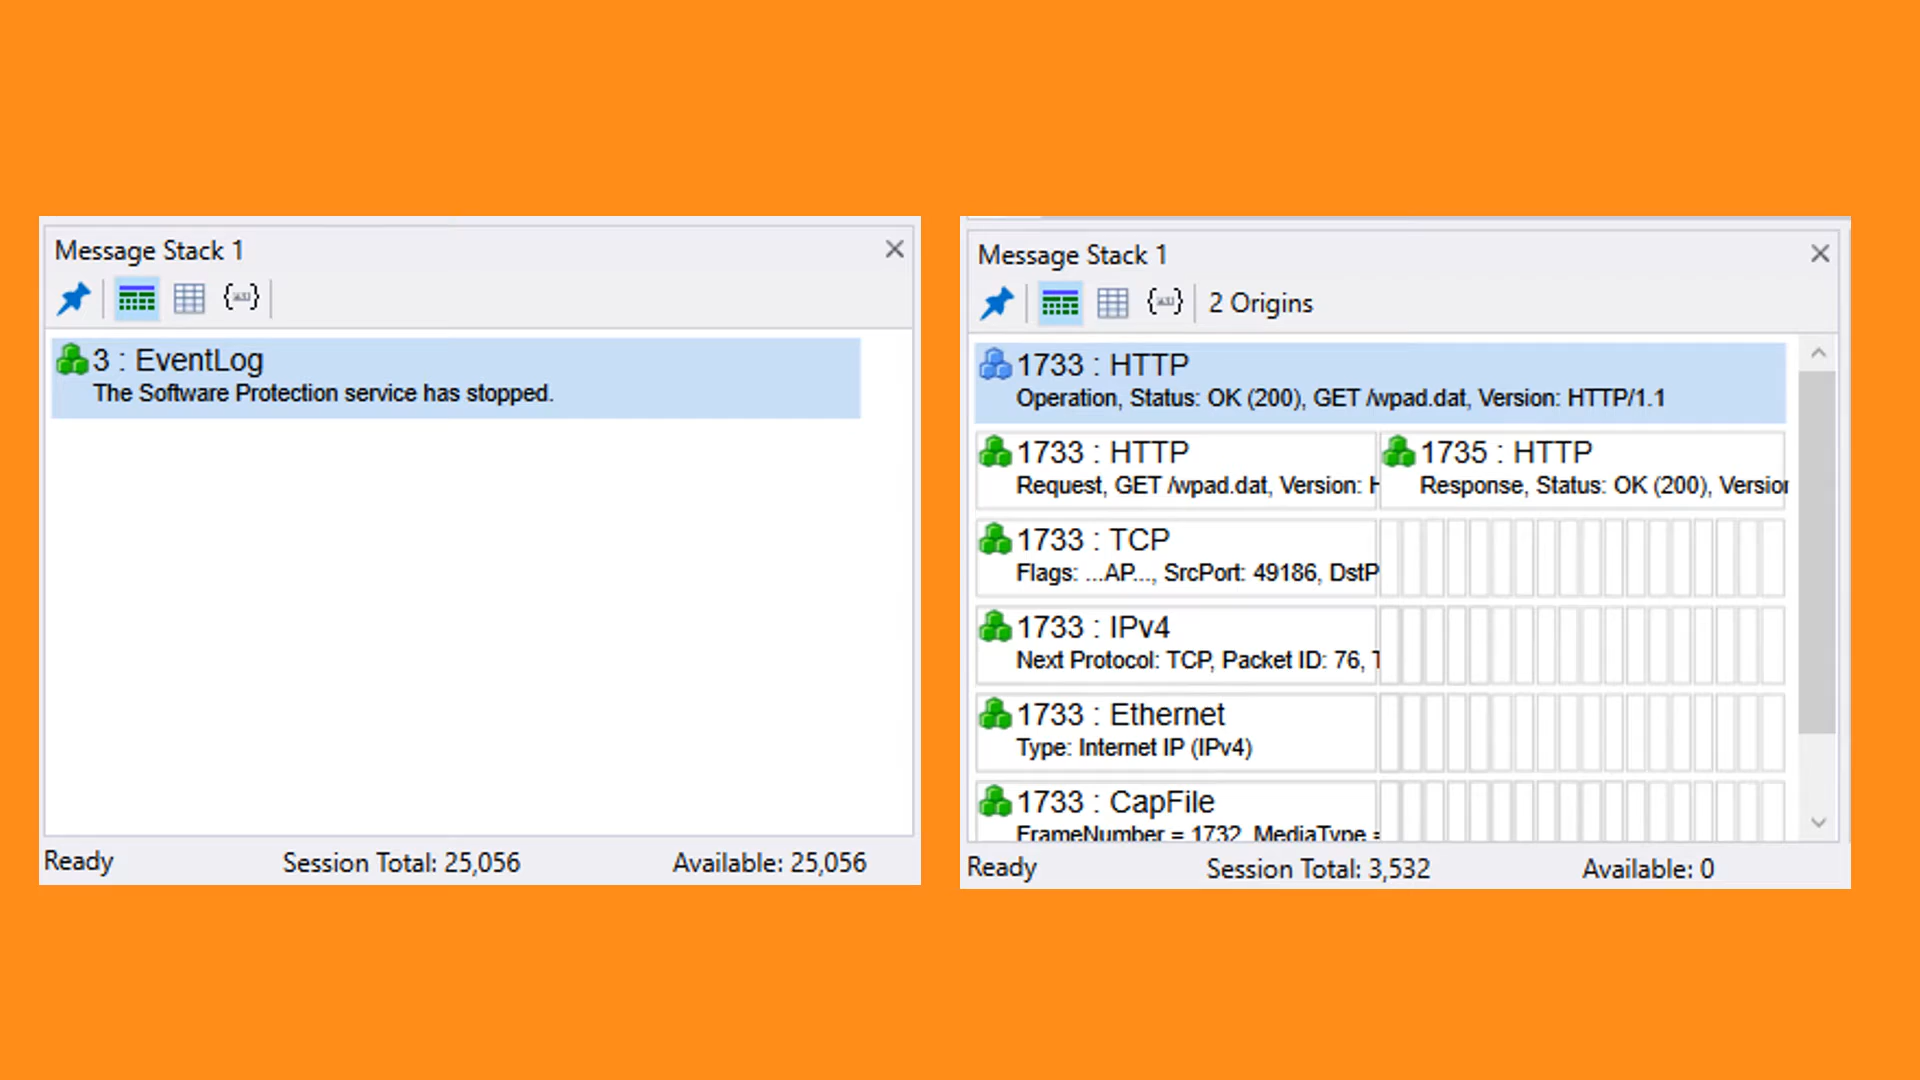 Message Stack 1
3 : EventLog
The Software Protection service has stopped.
Ready Session Total: 25,056 Available: 25,056
Message Stack 1
2 Origins
1733 : HTTP
Operation, Status: OK (200), GET /wpad.dat, Version: HTTP/1.1
1733 : HTTP
Request, GET /wpad.dat, Version:
1735 : HTTP
Response, Status: OK (200),
1733 : TCP
Flags: ...AP..., SrcPort: 49186,
1733 : IPv4
Next Protocol: TCP, Packet ID: 76,
1733 : Ethernet
Type: Internet IP (IPv4)
1733 : CapFile
FrameNumber = 1732, MediaType =
Ready Session Total: 3,532 Available: 0